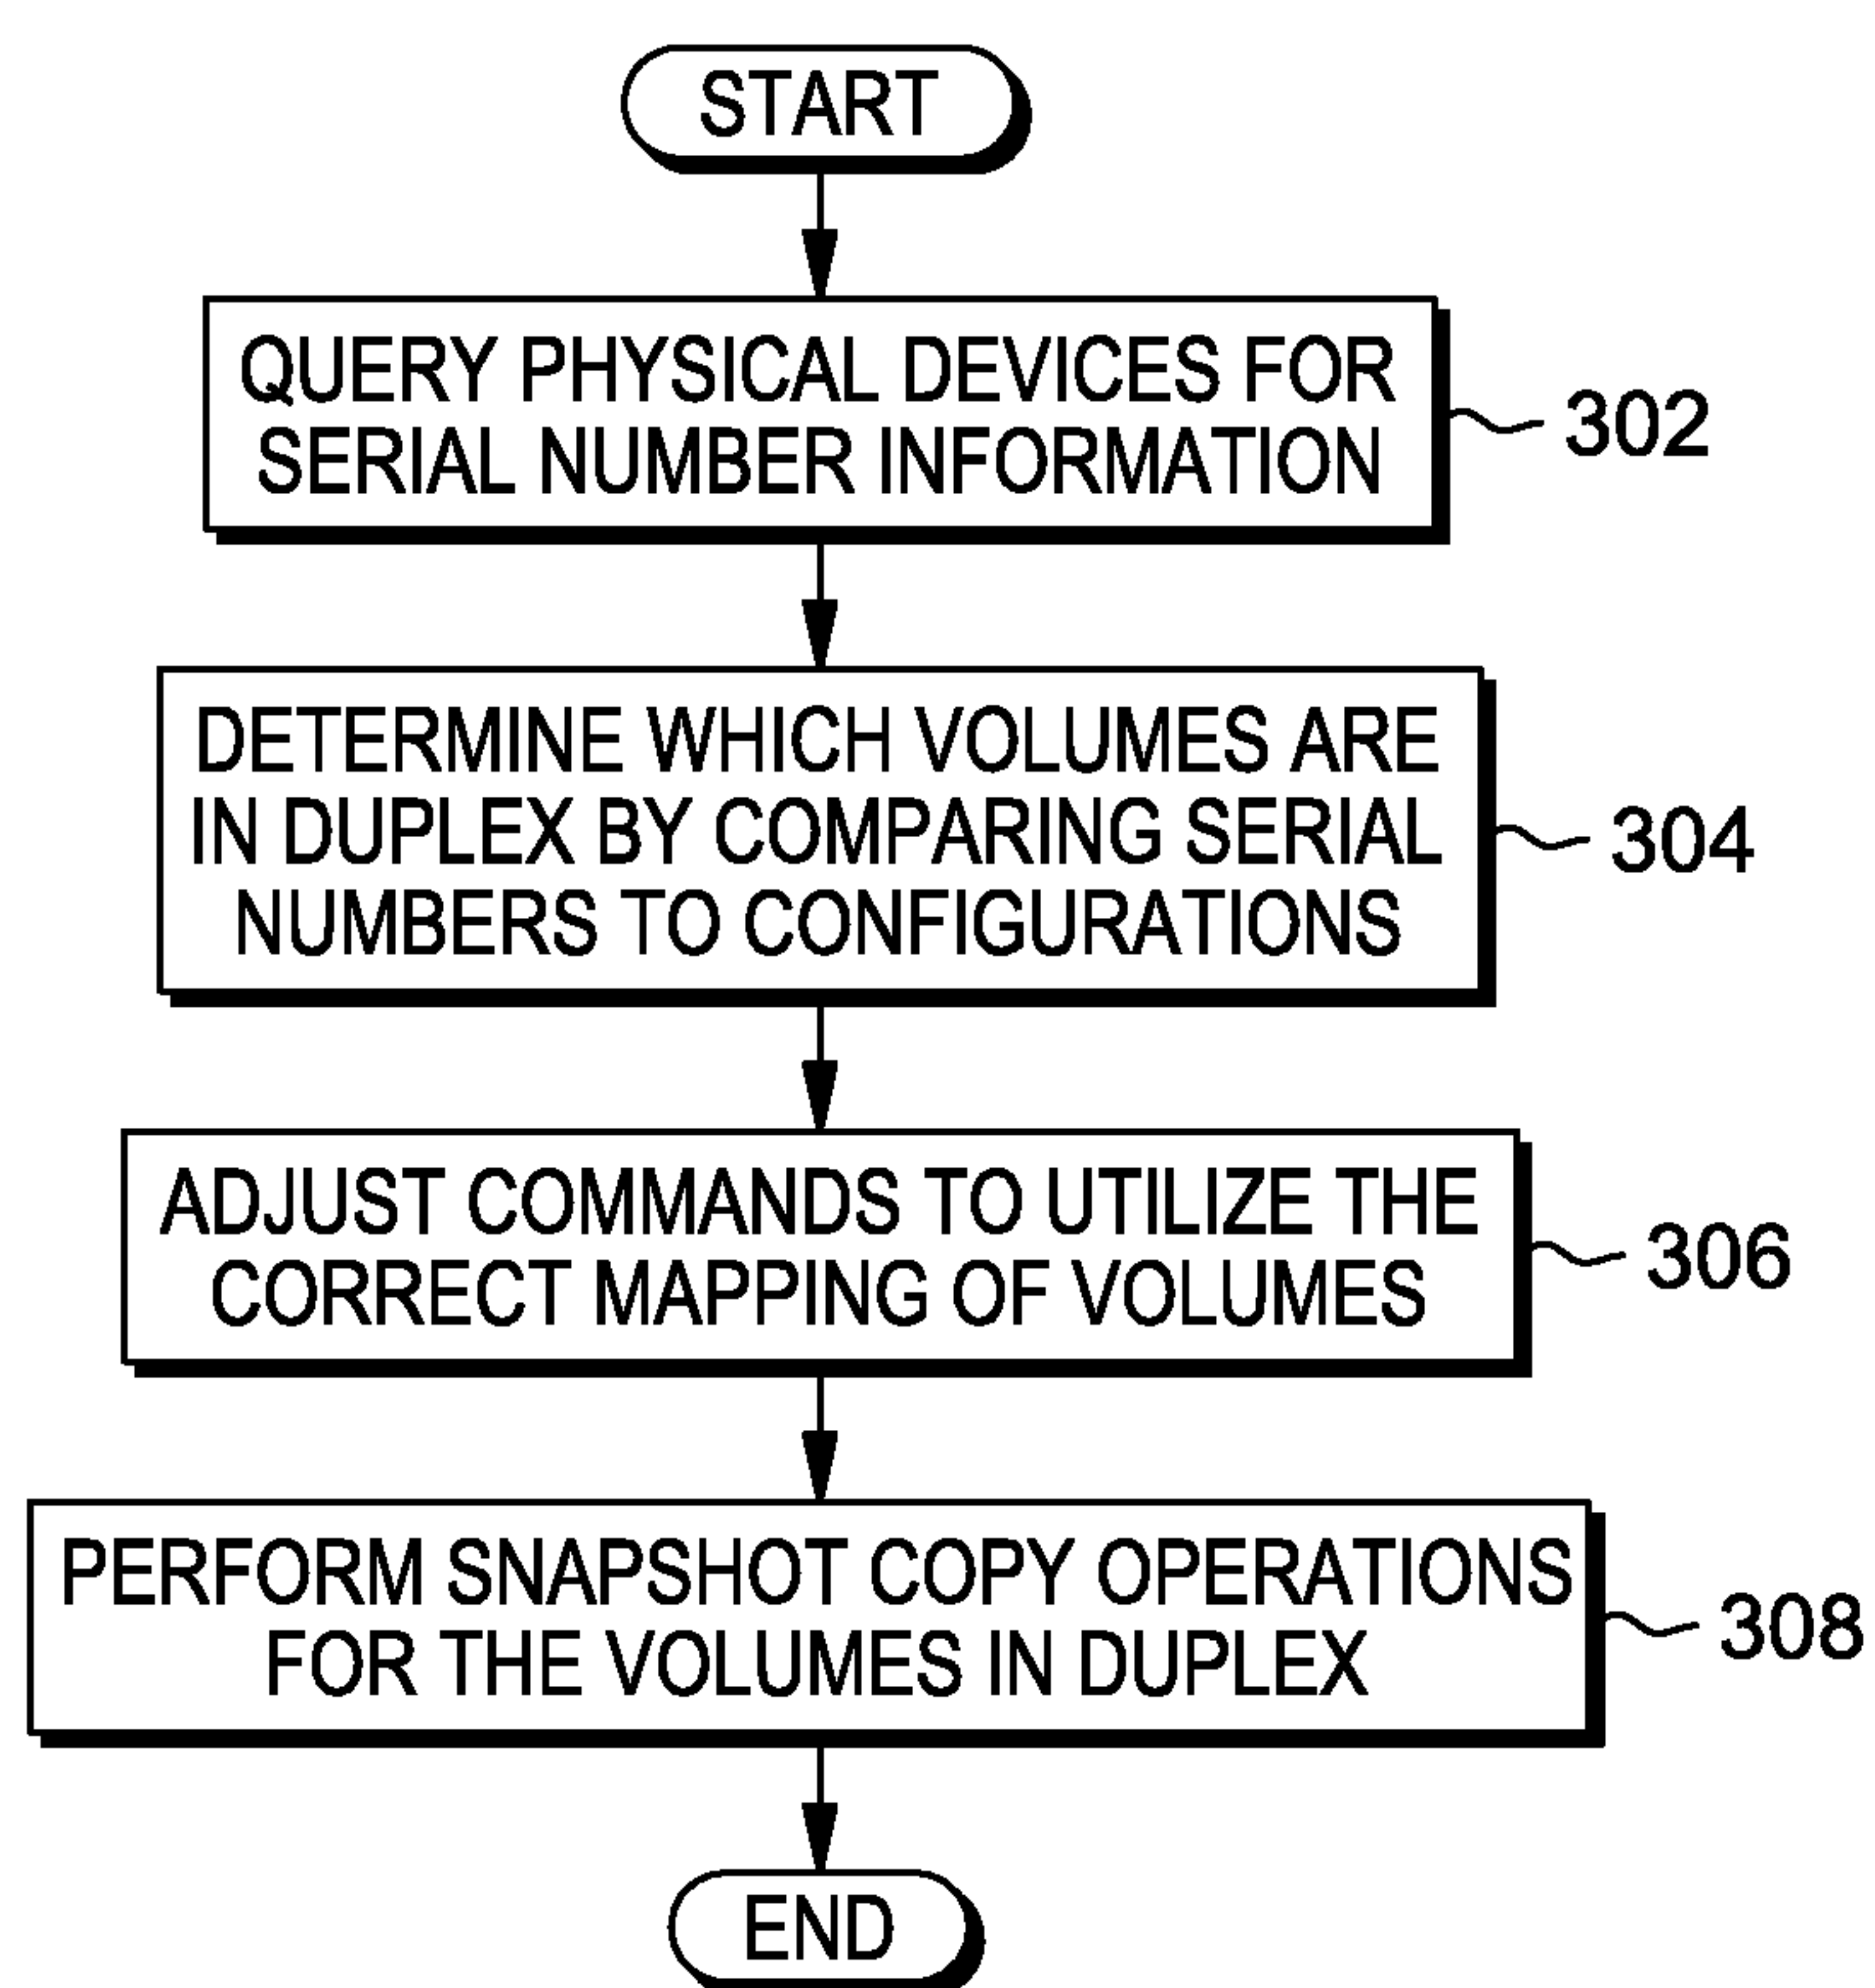 START
QUERY PHYSICAL DEVICES FOR
SERIAL NUMBER INFORMATION
302
DETERMINE WHICH VOLUMES ARE
IN DUPLEX BY COMPARING SERIAL
NUMBERS TO CONFIGURATIONS
304
ADJUST COMMANDS TO UTILIZE THE
CORRECT MAPPING OF VOLUMES
306
PERFORM SNAPSHOT COPY OPERATIONS
FOR THE VOLUMES IN DUPLEX
308
END